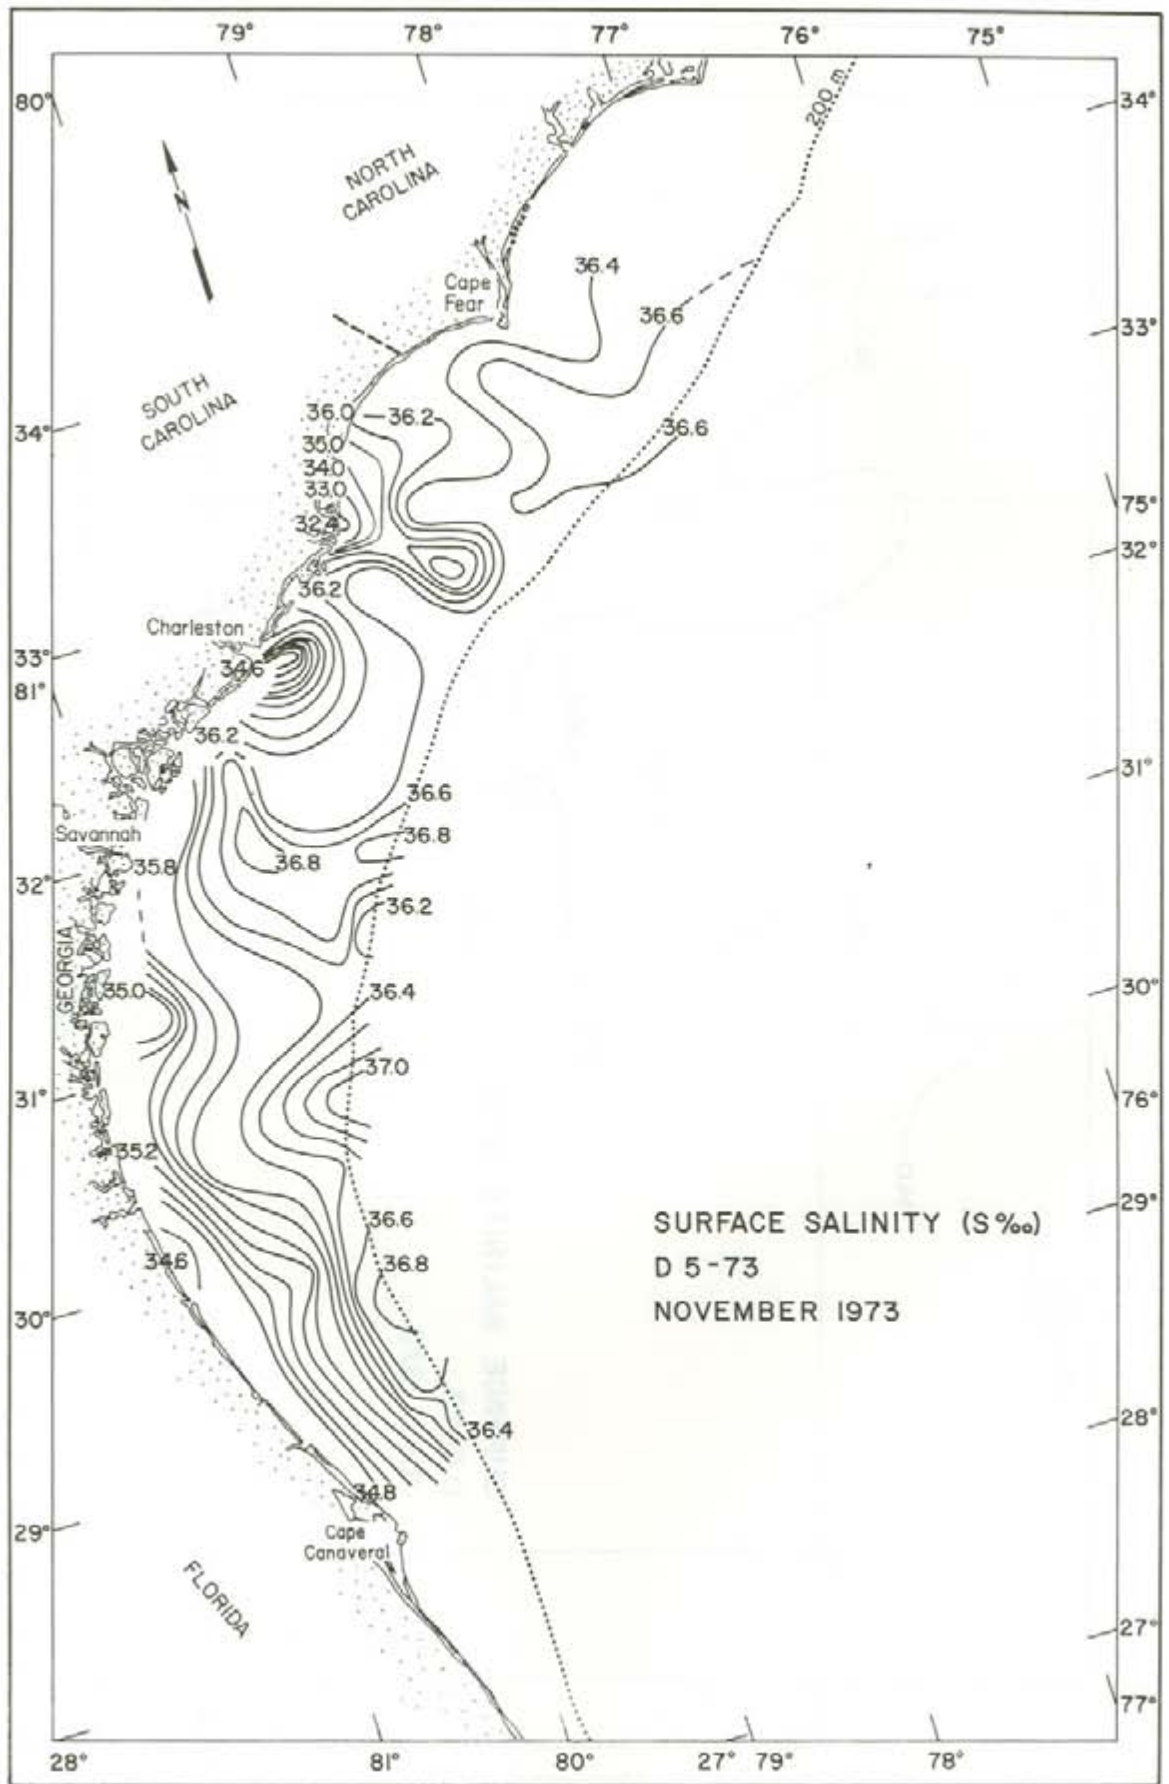 79° 78° 77° 76° 75°
80°
34°
200 m
N
NORTH
CAROLINA
36.4
Cape
Fear
36.6
33°
SOUTH
CAROLINA
36.0
36.2
34°
36.6
35.0
34.0
33.0
32.4
75°
32°
36.2
Charleston
33°
34.6
81°
36.2
31°
36.6
Savannah
36.8
35.8
36.8
32°
36.2
GEORGIA
35.0
36.4
30°
37.0
31°
76°
35.2
29°
36.6
SURFACE SALINITY (S‰)
34.6
36.8
D 5-73
30°
NOVEMBER 1973
28°
36.4
34.8
29°
Cape
Canaveral
FLORIDA
27°
77°
28° 81° 80° 27° 79° 78°